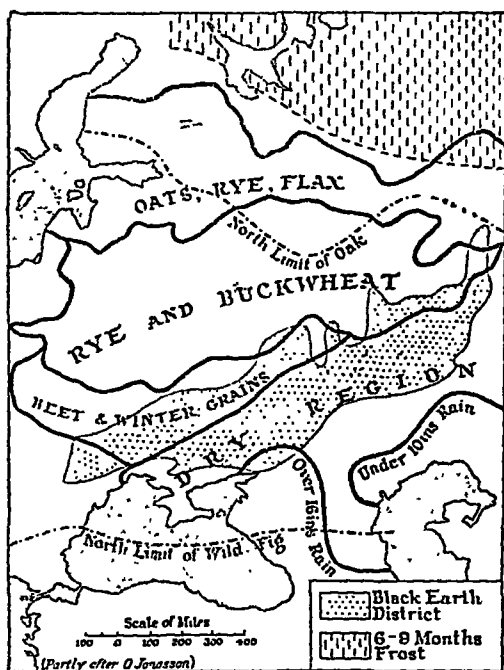 OATS, RYE, FLAX
North Limit of Oak
RYE AND BUCKWHEAT
BEET & WINTER GRAINS
DRY REGION
Under 10ins Rain
Over 16ins Rain
North Limit of Wild Fig
Scale of Miles
100 0 100 200 300 400
(Partly after O Jonasson)
Black Earth
District
6-9 Months
Frost